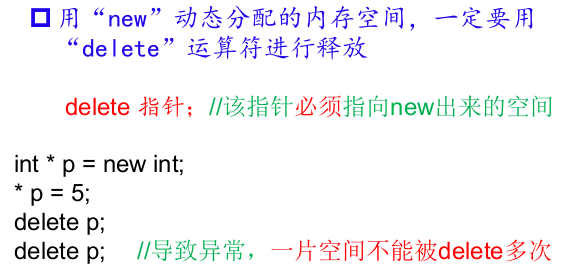 用“new”动态分配的内存空间，一定要用
“delete”运算符进行释放
delete 指针；//该指针必须指向new出来的空间
int * p = new int;
* p = 5;
delete p;
delete p; //导致异常，一片空间不能被delete多次